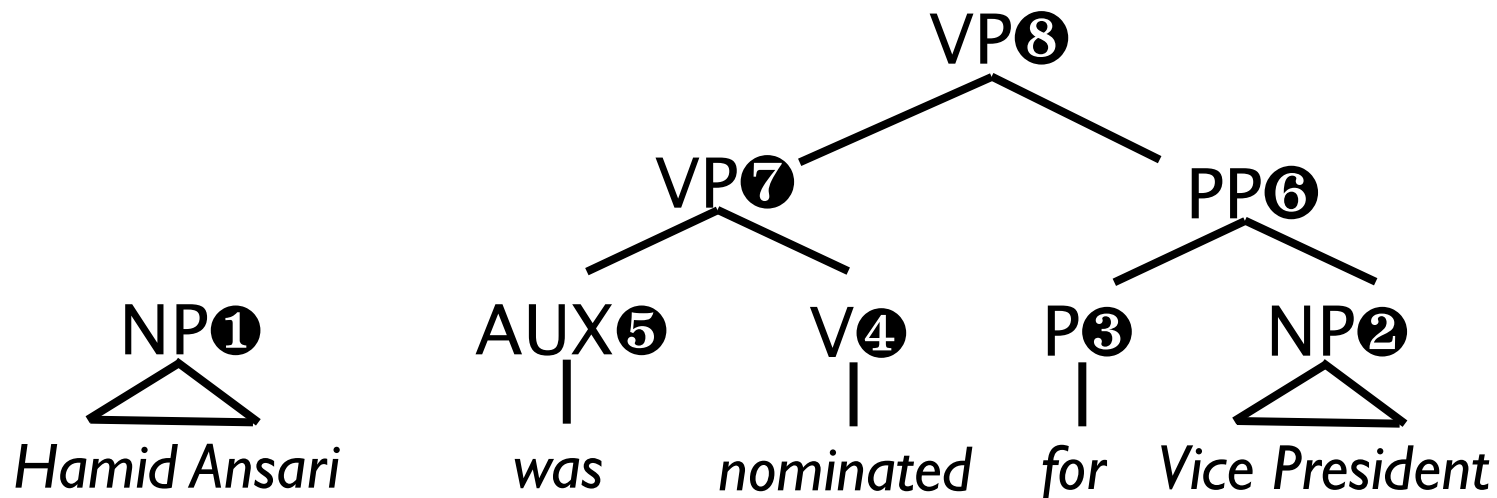 VP❽
VP❼ PP❻
NP❶ AUX❺ V❹ P❸ NP❷
Hamid Ansari was nominated for Vice President